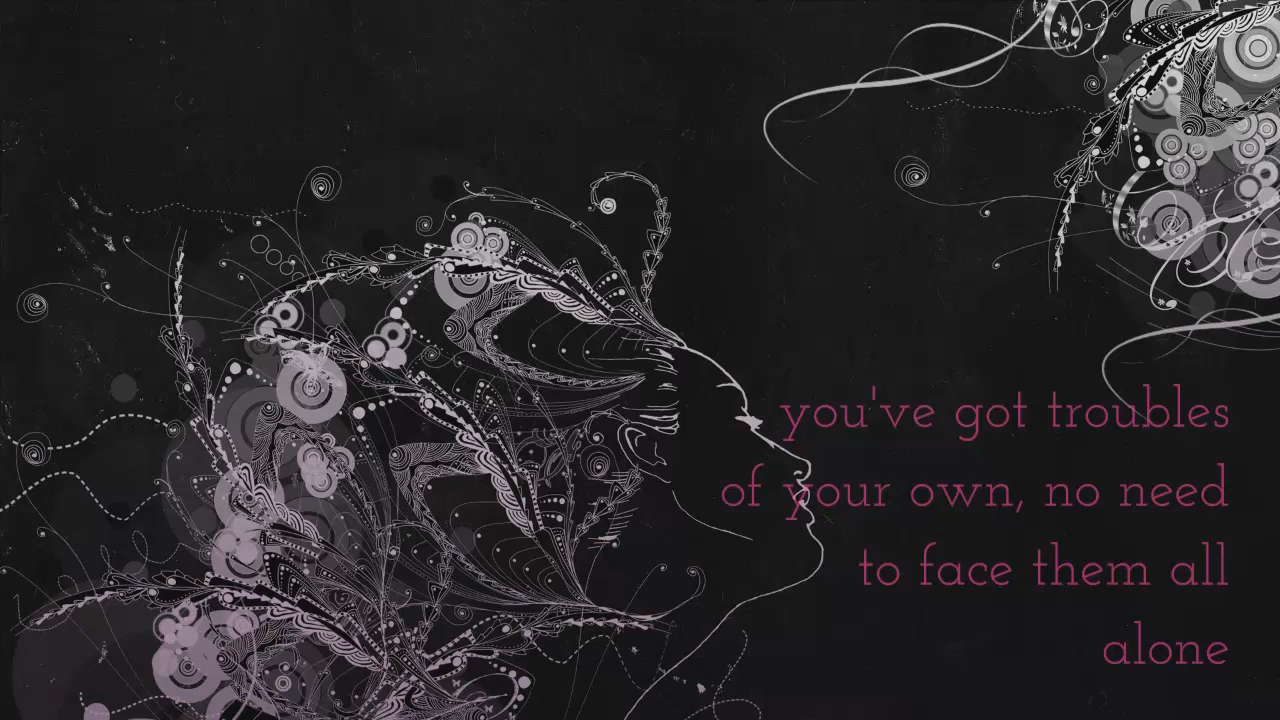 you've got troubles
of your own, no need
to face them all
alone